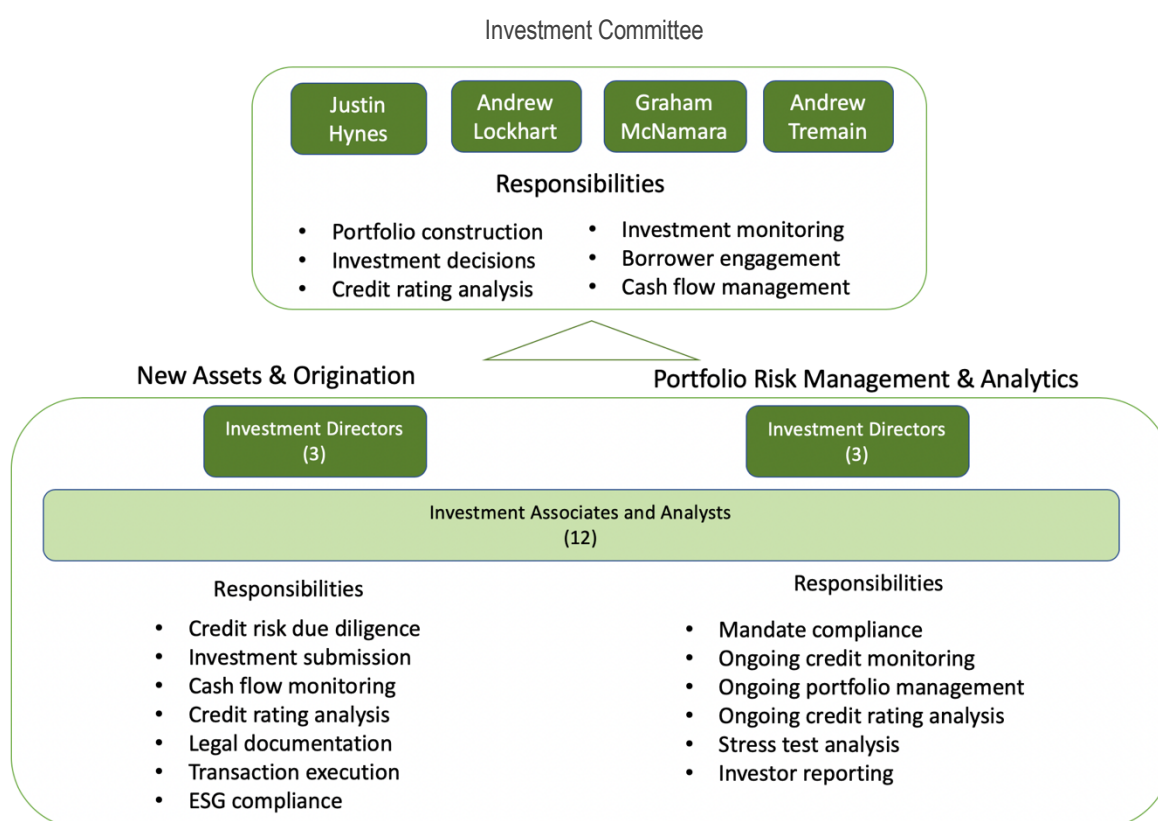 Investment Committee
Justin
Hynes
Andrew
Lockhart
Graham
McNamara
Andrew
Tremain
Responsibilities
• Portfolio construction
• Investment decisions
• Credit rating analysis
• Investment monitoring
• Borrower engagement
• Cash flow management
New Assets & Origination
Portfolio Risk Management & Analytics
Investment Directors
(3)
Investment Directors
(3)
Investment Associates and Analysts
(12)
Responsibilities
• Credit risk due diligence
• Investment submission
• Cash flow monitoring
• Credit rating analysis
• Legal documentation
• Transaction execution
• ESG compliance
Responsibilities
• Mandate compliance
• Ongoing credit monitoring
• Ongoing portfolio management
• Ongoing credit rating analysis
• Stress test analysis
• Investor reporting